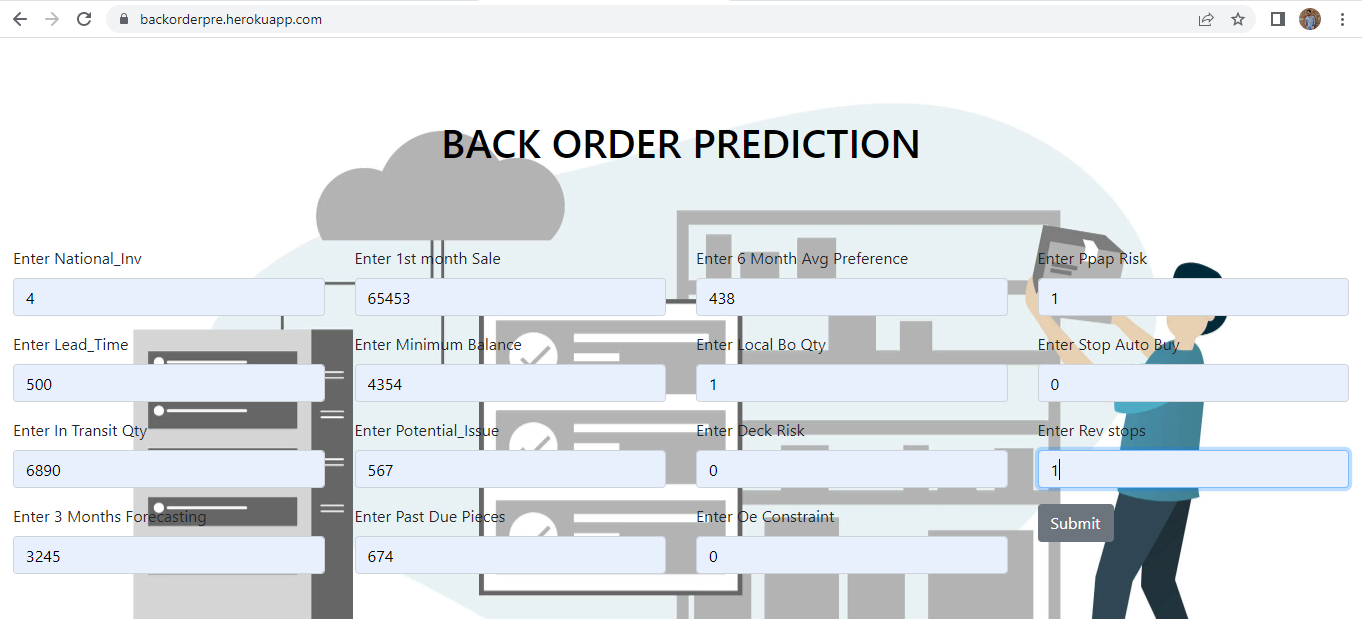 backorderpre.herokuapp.com
BACK ORDER PREDICTION
Enter National_Inv
4
Enter 1st month Sale
65453
Enter 6 Month Avg Preference
438
Enter Ppap Risk
1
Enter Lead_Time
500
Enter Minimum Balance
4354
Enter Local Bo Qty
1
Enter Stop Auto Buy
0
Enter In Transit Qty
6890
Enter Potential_Issue
567
Enter Deck Risk
0
Enter Rev stops
1
Enter 3 Months Forecasting
3245
Enter Past Due Pieces
674
Enter Oe Constraint
0
Submit